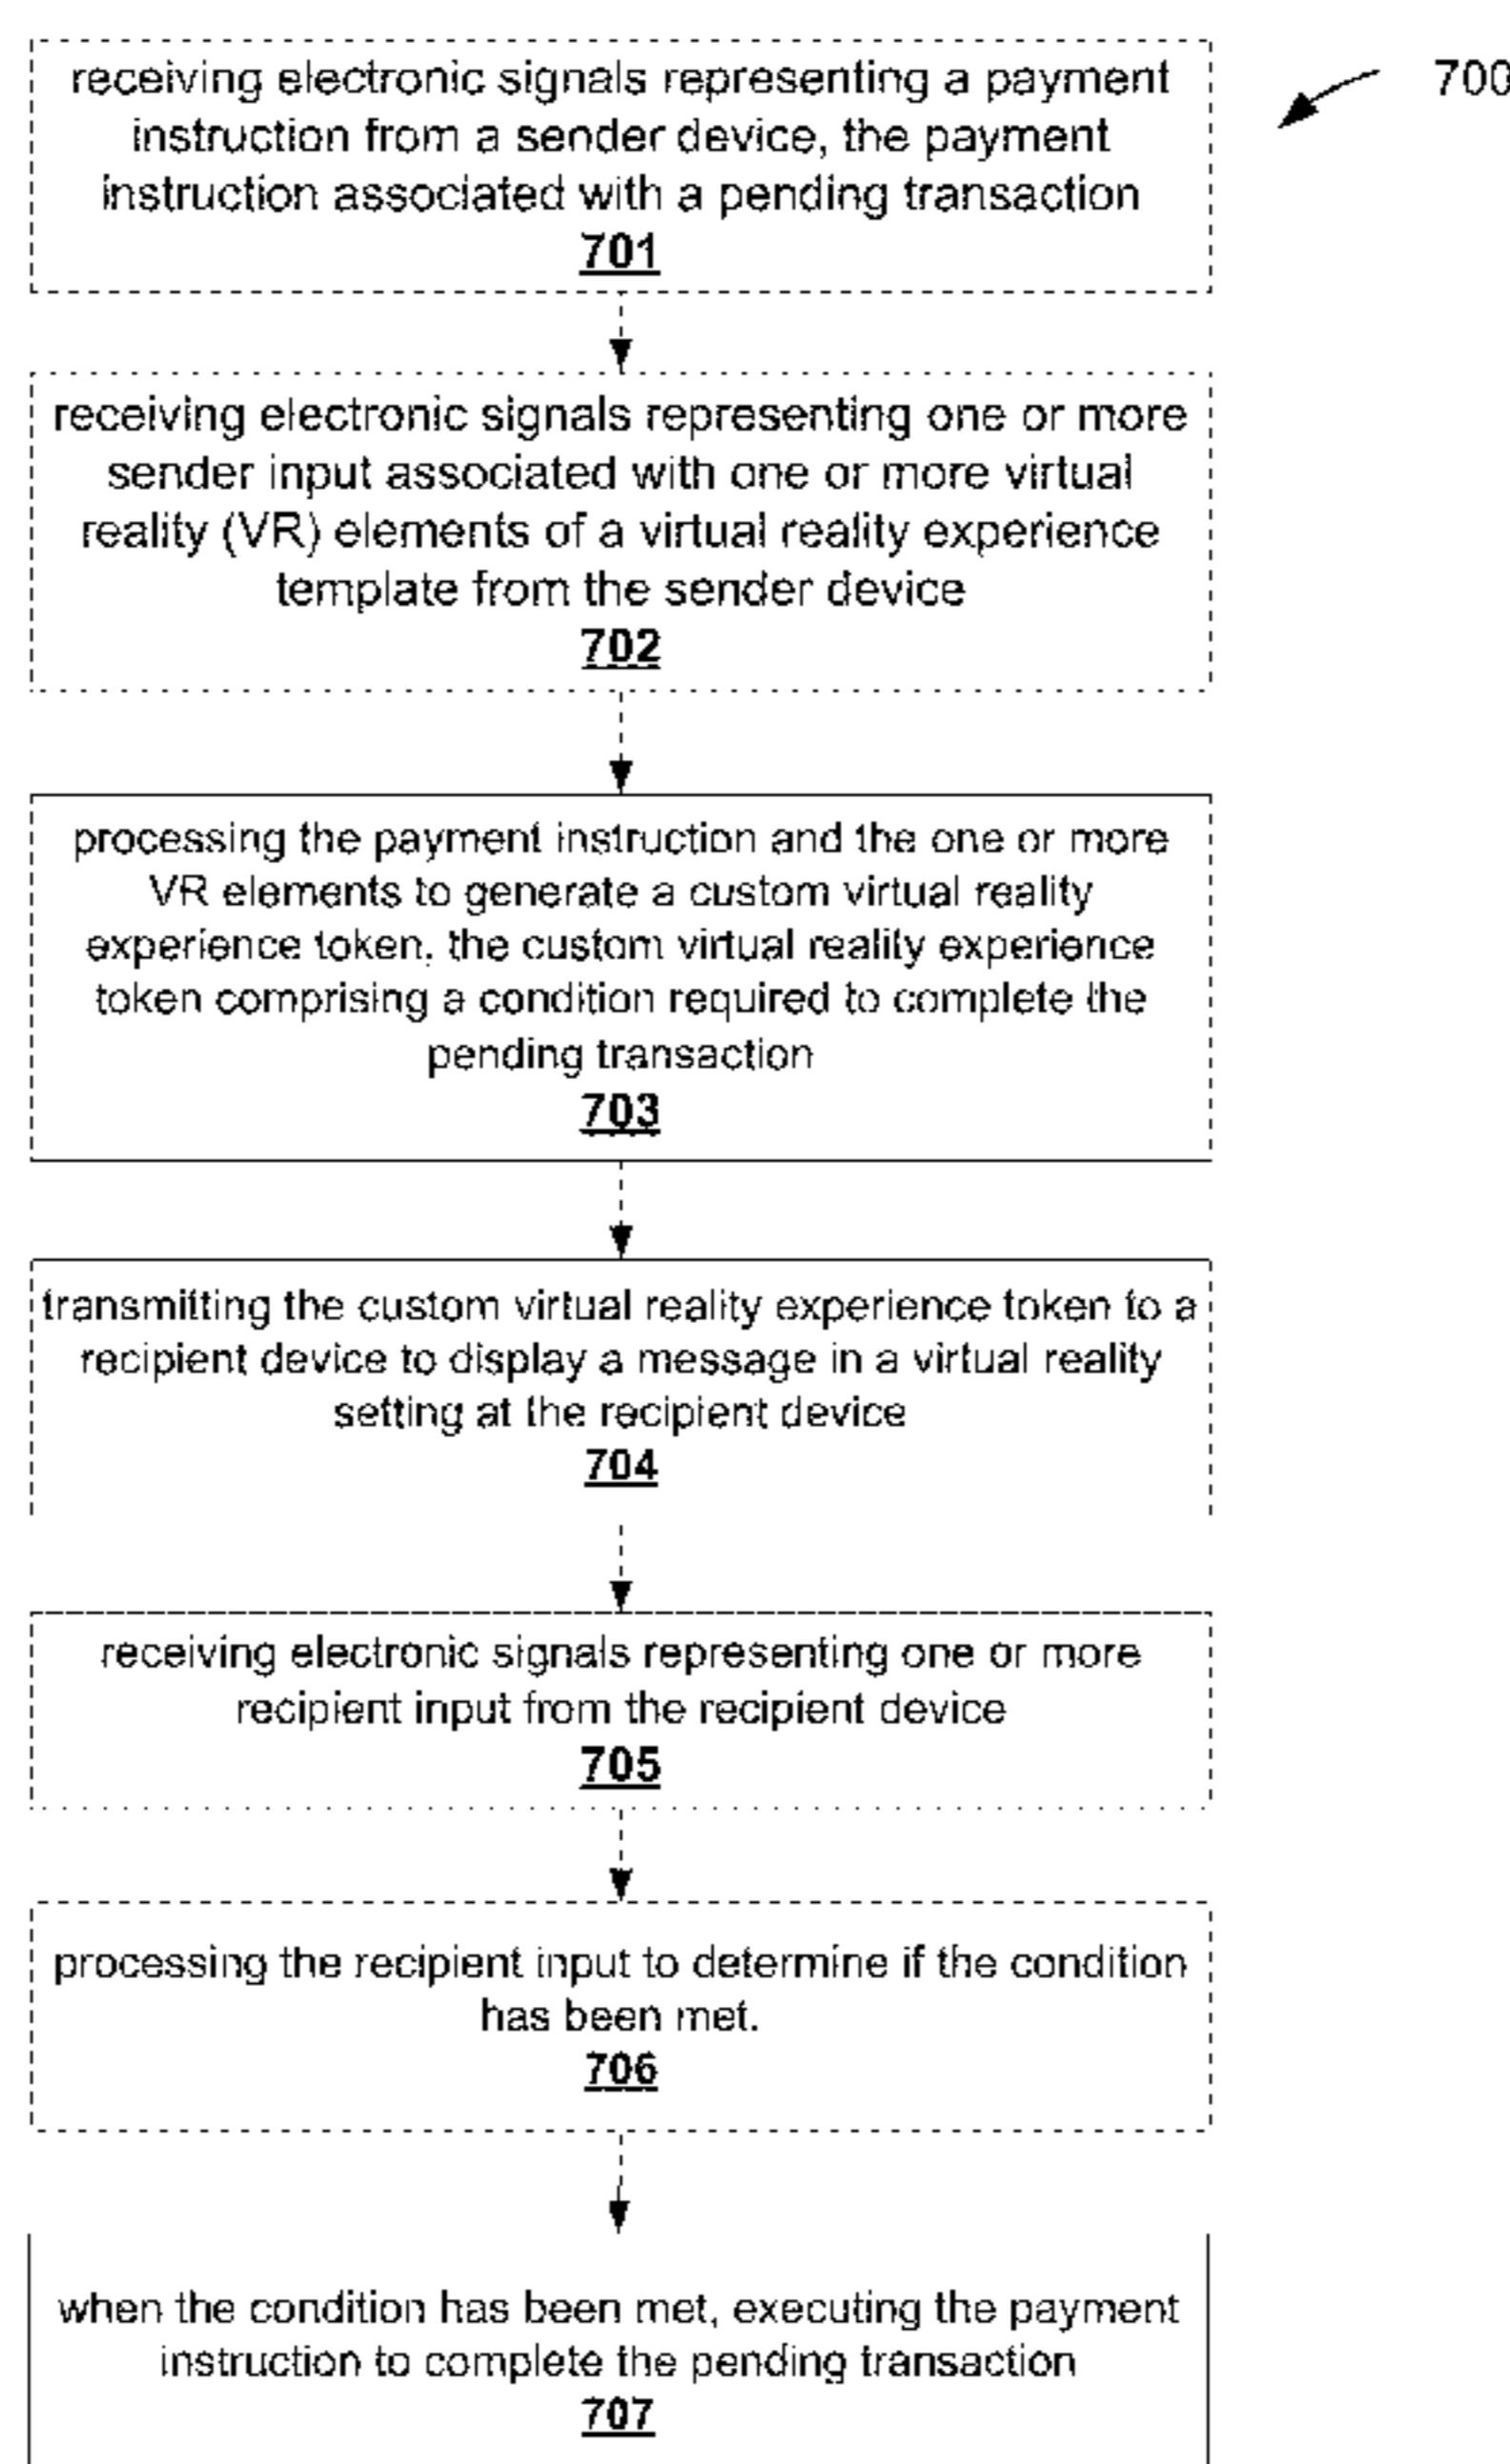 receiving electronic signals representing a payment
instruction from a sender device, the payment
instruction associated with a pending transaction
701
700
receiving electronic signals representing one or more
sender input associated with one or more virtual
reality (VR) elements of a virtual reality experience
template from the sender device
702
processing the payment instruction and the one or more
VR elements to generate a custom virtual reality
experience token, the custom virtual reality experience
token comprising a condition required to complete the
pending transaction
703
transmitting the custom virtual reality experience token to a
recipient device to display a message in a virtual reality
setting at the recipient device
704
receiving electronic signals representing one or more
recipient input from the recipient device
705
processing the recipient input to determine if the condition
has been met.
706
when the condition has been met, executing the payment
instruction to complete the pending transaction
707